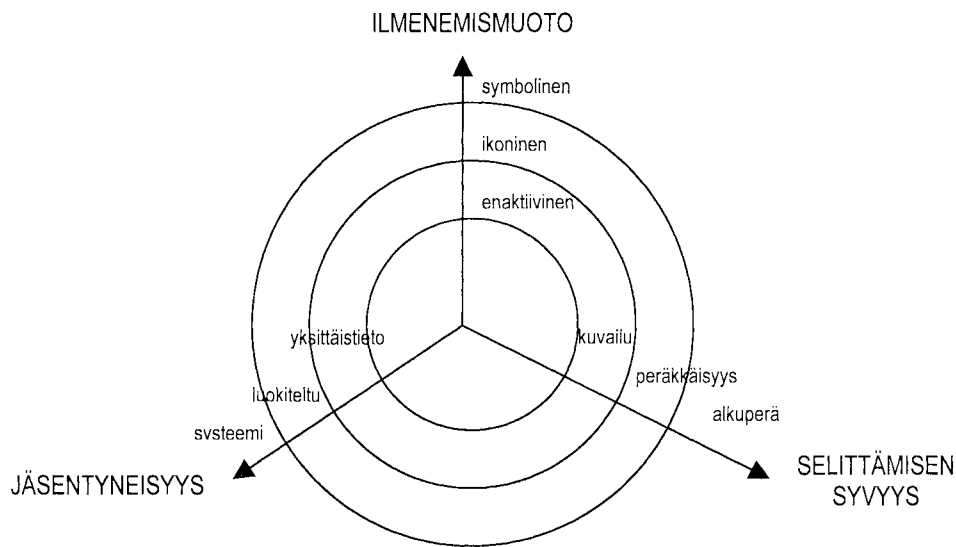 ILMENEMISMUOTO
symbolinen
ikoninen
enaktiivinen
yksittäistieto
kuvailu
peräkkäisyys
luokiteltu
alkuperä
svsteemi
JÄSENTYNEISYYS
SELITTÄMISEN
SYVYYS